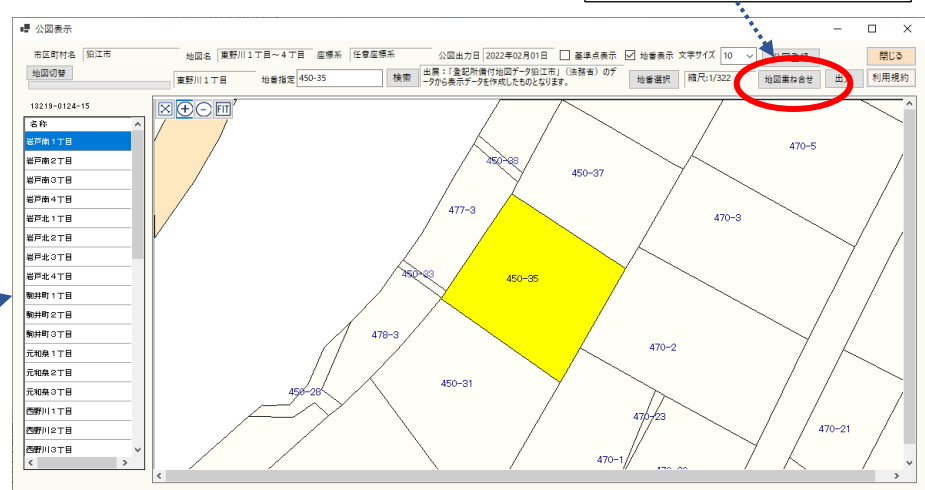 公図表示
市区町村名 狛江市 地図名 東野川1丁目～4丁目 座標系 任意座標系 公図出力日 2022年02月01日 基準点表示 地番表示 文字サイズ 10 閉じる
地図切替 東野川1丁目 地番指定 450-35 検索 出展：「登記所備付地図データ狛江市」（法務省）のデ
ータから表示データを作成したものとなります。 地番選択 縮尺:1/322 地図重ね合せ 利用規約
13219-0124-15
FIT
名称
岩戸南1丁目
岩戸南2丁目
岩戸南3丁目
岩戸南4丁目
岩戸北1丁目
岩戸北2丁目
岩戸北3丁目
岩戸北4丁目
駒井町1丁目
駒井町2丁目
駒井町3丁目
元和泉1丁目
元和泉2丁目
元和泉3丁目
西野川1丁目
西野川2丁目
西野川3丁目
470-5
450-38
450-37
477-3
470-3
450-33
450-35
478-3
470-2
450-31
450-28
470-23
470-21
470-1